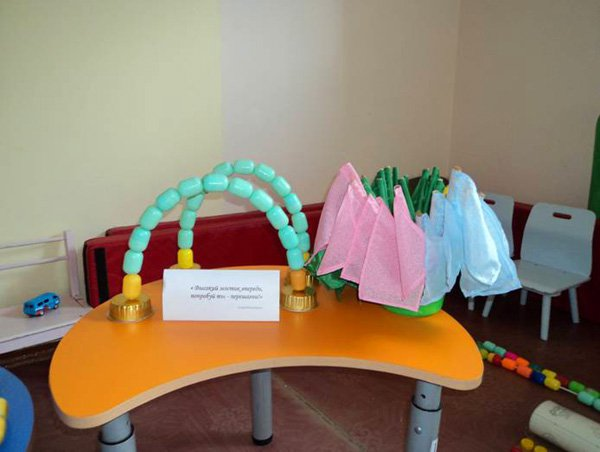 « Высокий мостик впереди,
попробуй ты - перешагни!»